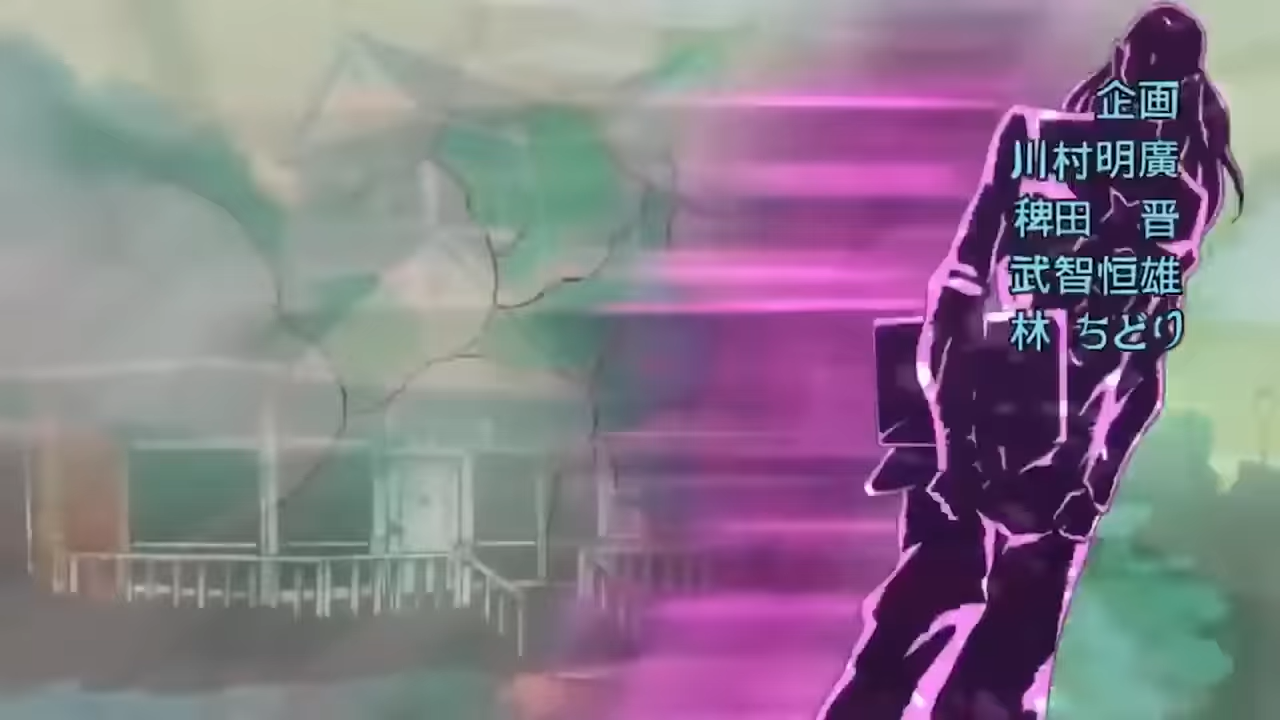 企画
川村明廣
稗田　晋
武智恒雄
林　ちどり